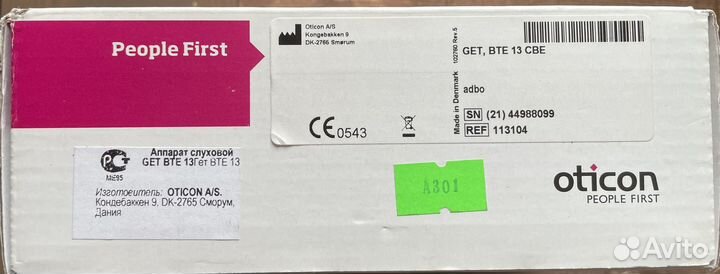 People First
Oticon A/S
Kongebakken 9
DK-2765 Smørum
CE 0543
102760 Rev.5
Made in Denmark
GET, BTE 13 CBE
adbo
SN (21) 44988099
REF 113104
РСТ
МЕ95
Аппарат слуховой
GET BTE 13Гет BTE 13
Изготовитель: OTICON A/S.
Кондебаккен 9, DK-2765 Сморум,
Дания
A301
oticon
PEOPLE FIRST
Avito